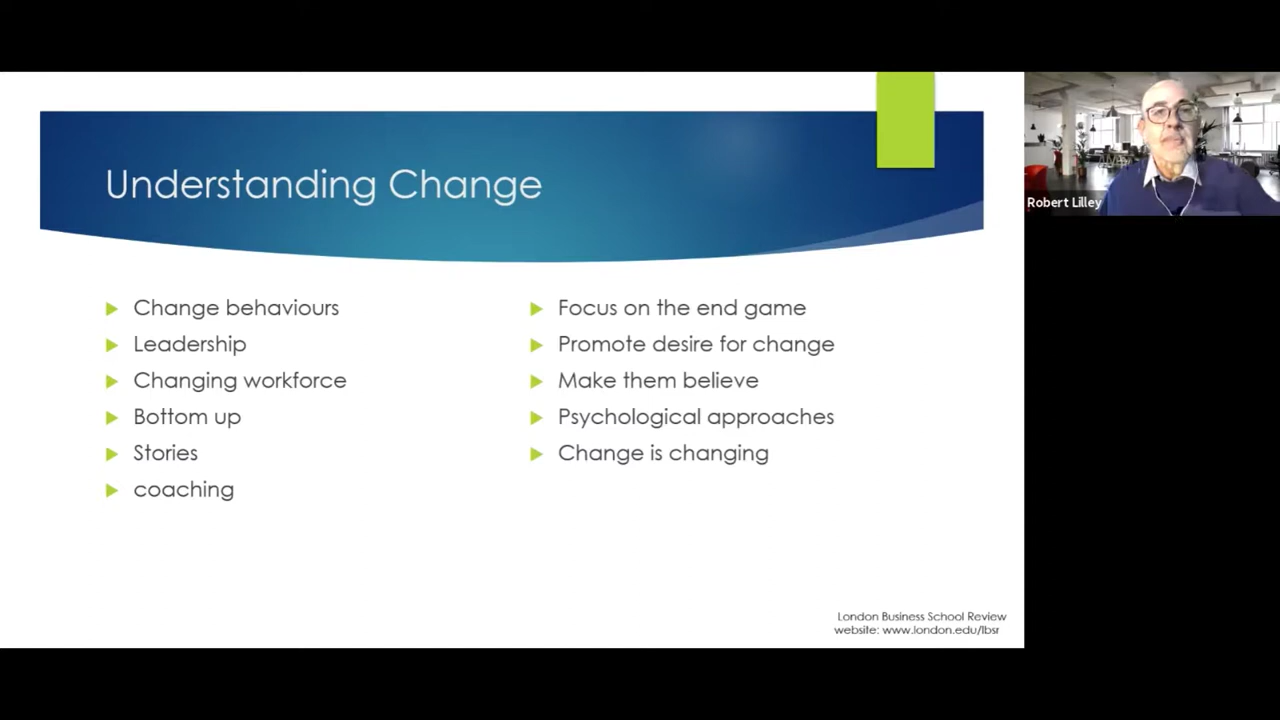 Understanding Change
Change behaviours
Leadership
Changing workforce
Bottom up
Stories
coaching
Focus on the end game
Promote desire for change
Make them believe
Psychological approaches
Change is changing
London Business School Review
website: www.london.edu/lbsr
Robert Lilley